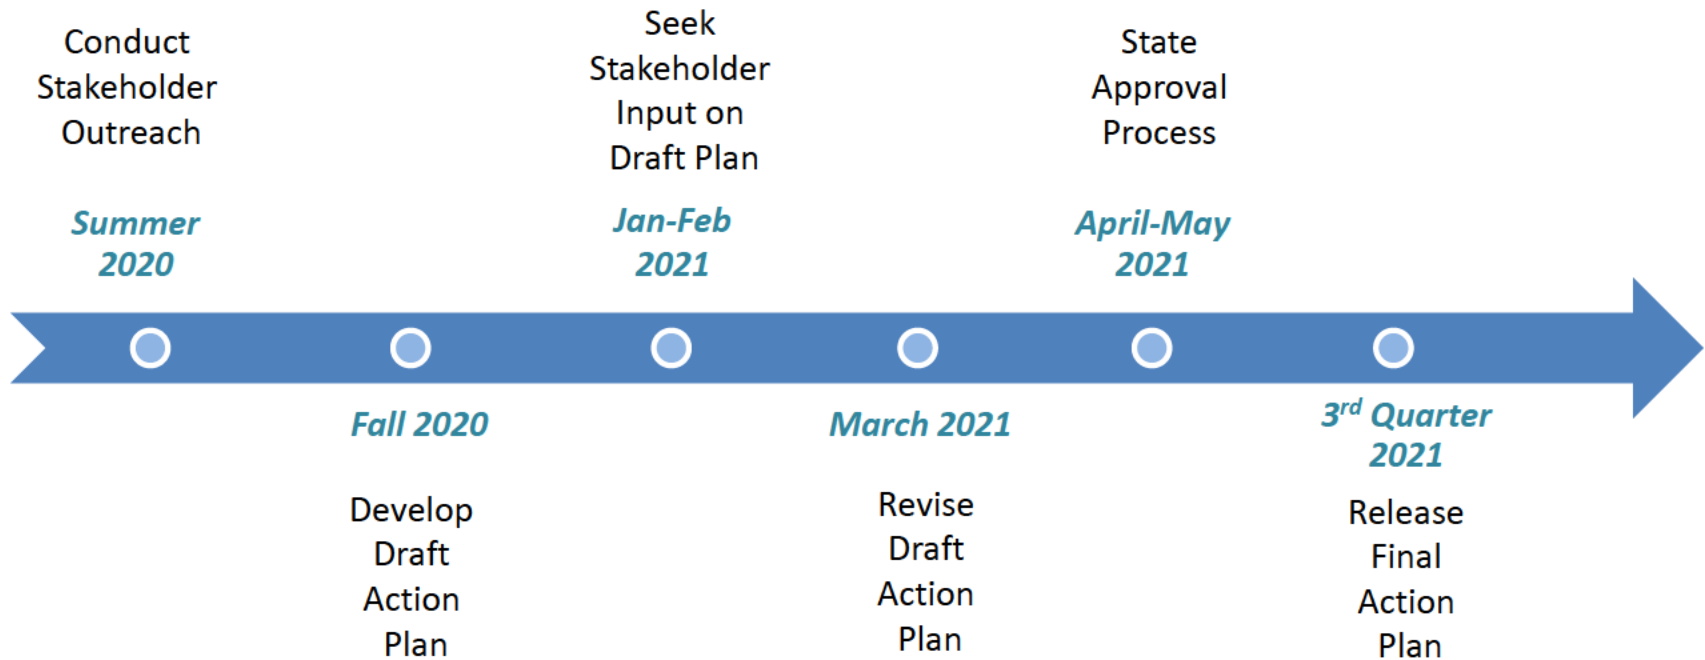 Conduct
Stakeholder
Outreach
Summer
2020
Fall 2020
Develop
Draft
Action
Plan
Seek
Stakeholder
Input on
Draft Plan
Jan-Feb
2021
March 2021
Revise
Draft
Action
Plan
State
Approval
Process
April-May
2021
3rd Quarter
2021
Release
Final
Action
Plan